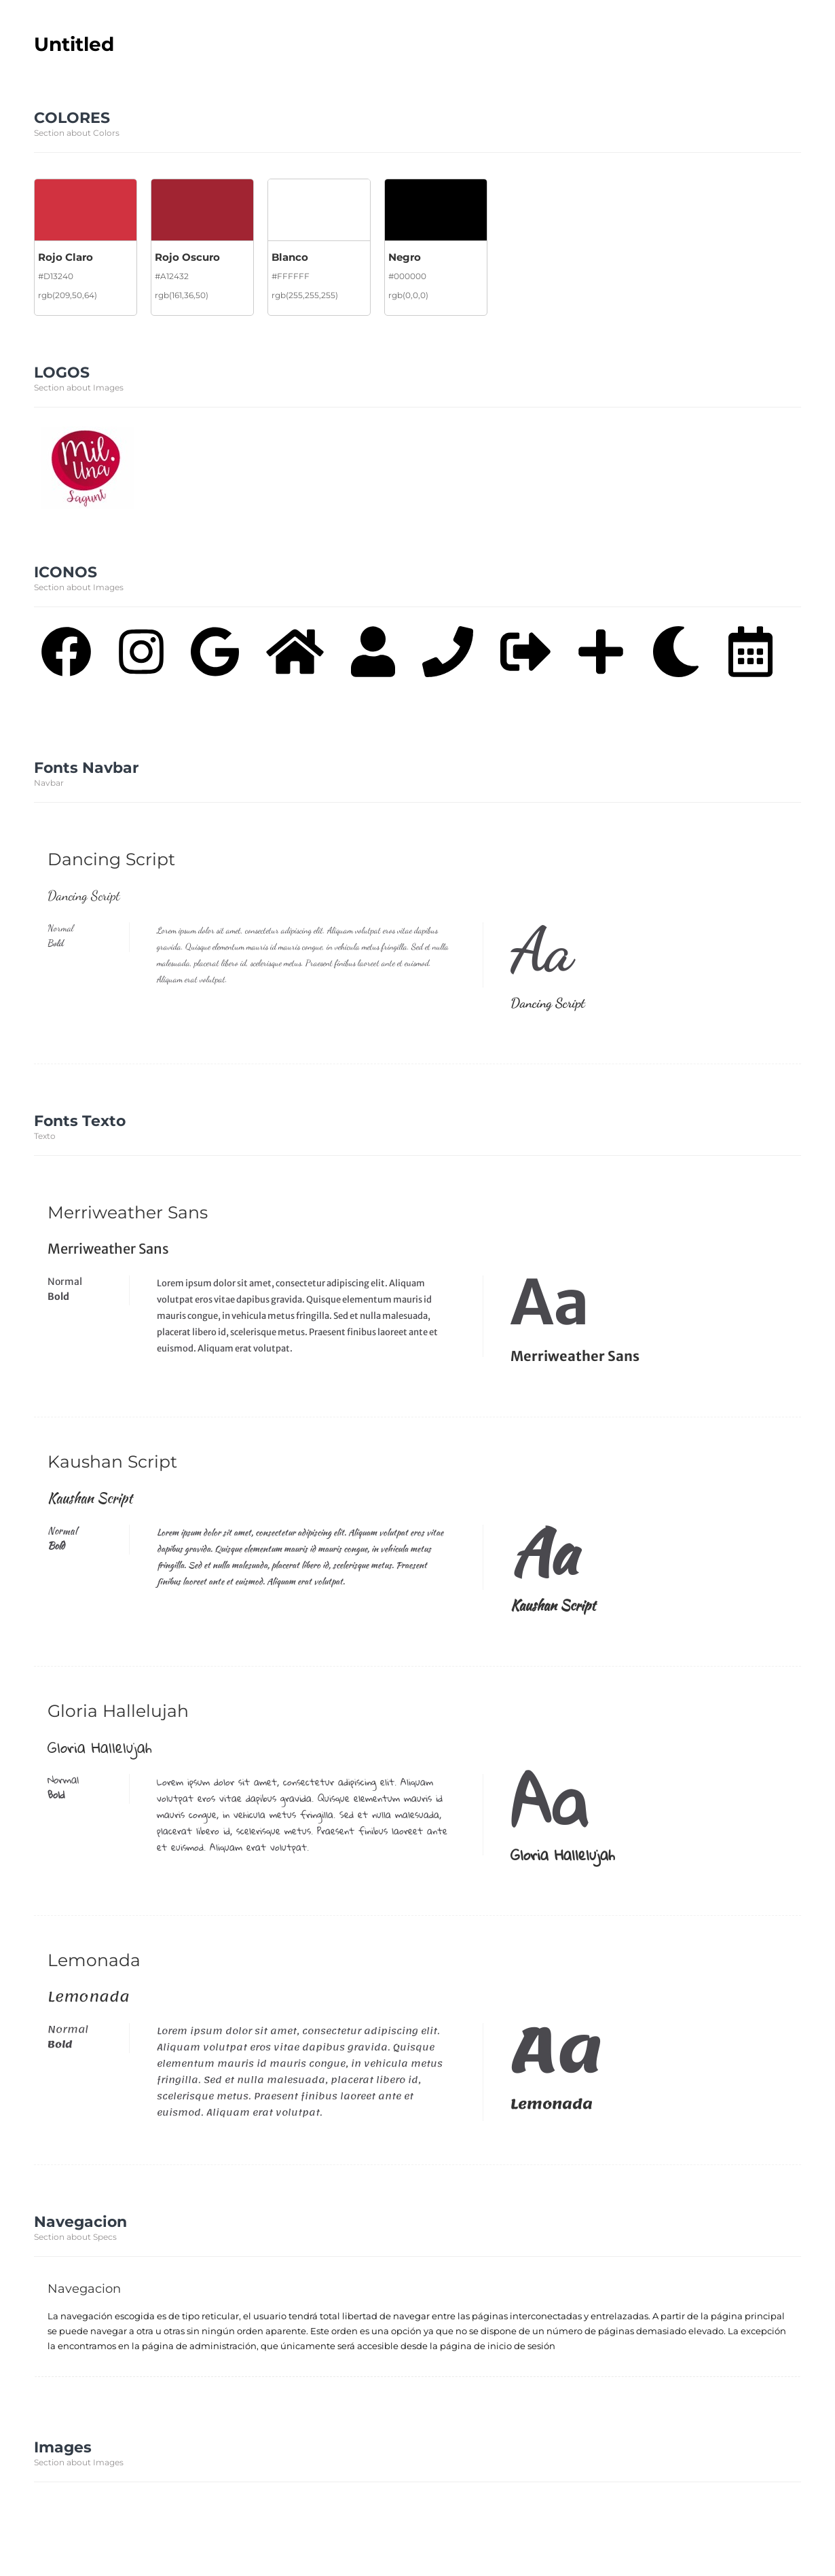 Untitled
COLORES
Section about Colors
Rojo Claro
#D13240
rgb(209,50,64)
Rojo Oscuro
#A12432
rgb(161,36,50)
Blanco
#FFFFFF
rgb(255,255,255)
Negro
#000000
rgb(0,0,0)
LOGOS
Section about Images
Mil.
Una
Sagunt
ICONOS
Section about Images
Fonts Navbar
Navbar
Dancing Script
Dancing Script
Normal
Bold
Lorem ipsum dolor sit amet, consectetur adipiscing elit. Aliquam volutpat eros vitae dapibus
gravida. Quisque elementum mauris id mauris congue, in vehicula metus fringilla. Sed et nulla
malesuada, placerat libero id, scelerisque metus. Praesent finibus laoreet ante et euismod.
Aliquam erat volutpat.
Aa
Dancing Script
Fonts Texto
Texto
Merriweather Sans
Merriweather Sans
Normal
Bold
Lorem ipsum dolor sit amet, consectetur adipiscing elit. Aliquam
volutpat eros vitae dapibus gravida. Quisque elementum mauris id
mauris congue, in vehicula metus fringilla. Sed et nulla malesuada,
placerat libero id, scelerisque metus. Praesent finibus laoreet ante et
euismod. Aliquam erat volutpat.
Aa
Merriweather Sans
Kaushan Script
Kaushan Script
Normal
Bold
Lorem ipsum dolor sit amet, consectetur adipiscing elit. Aliquam volutpat eros vitae
dapibus gravida. Quisque elementum mauris id mauris congue, in vehicula metus
fringilla. Sed et nulla malesuada, placerat libero id, scelerisque metus. Praesent
finibus laoreet ante et euismod. Aliquam erat volutpat.
Aa
Kaushan Script
Gloria Hallelujah
Gloria Hallelujah
Normal
Bold
Lorem ipsum dolor sit amet, consectetur adipiscing elit. Aliquam
volutpat eros vitae dapibus gravida. Quisque elementum mauris id
mauris congue, in vehicula metus fringilla. Sed et nulla malesuada,
placerat libero id, scelerisque metus. Praesent finibus laoreet ante
et euismod. Aliquam erat volutpat.
Aa
Gloria Hallelujah
Lemonada
Lemonada
Normal
Bold
Lorem ipsum dolor sit amet, consectetur adipiscing elit.
Aliquam volutpat eros vitae dapibus gravida. Quisque
elementum mauris id mauris congue, in vehicula metus
fringilla. Sed et nulla malesuada, placerat libero id,
scelerisque metus. Praesent finibus laoreet ante et
euismod. Aliquam erat volutpat.
Aa
Lemonada
Navegacion
Section about Specs
Navegacion
La navegación escogida es de tipo reticular, el usuario tendrá total libertad de navegar entre las páginas interconectadas y entrelazadas. A partir de la página principal
se puede navegar a otra u otras sin ningún orden aparente. Este orden es una opción ya que no se dispone de un número de páginas demasiado elevado. La excepción
la encontramos en la página de administración, que únicamente será accesible desde la página de inicio de sesión
Images
Section about Images